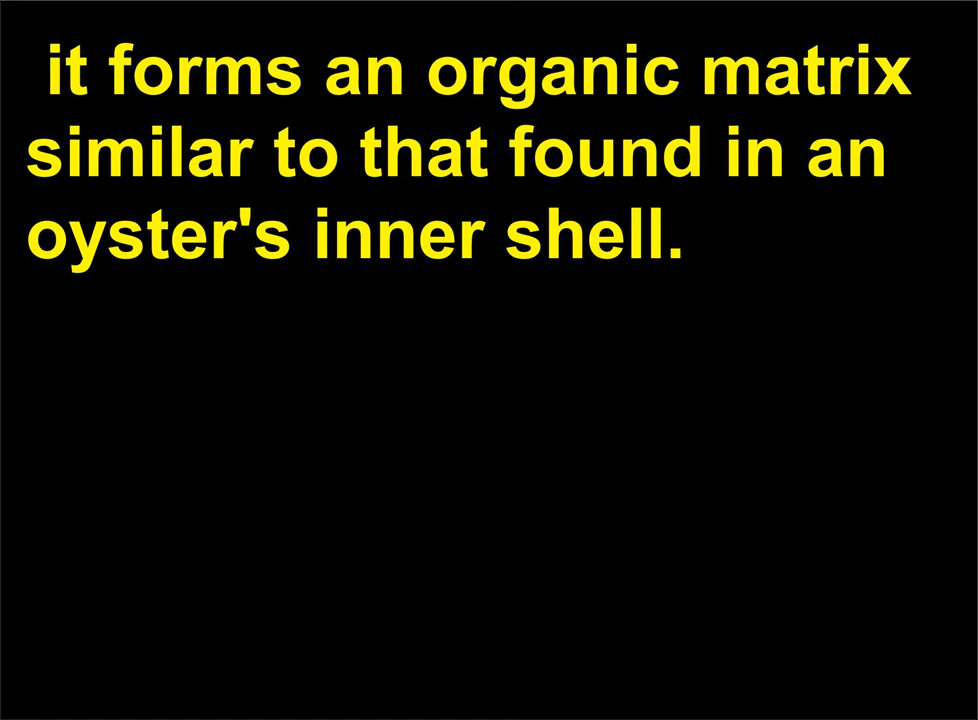 it forms an organic matrix
similar to that found in an
oyster's inner shell.